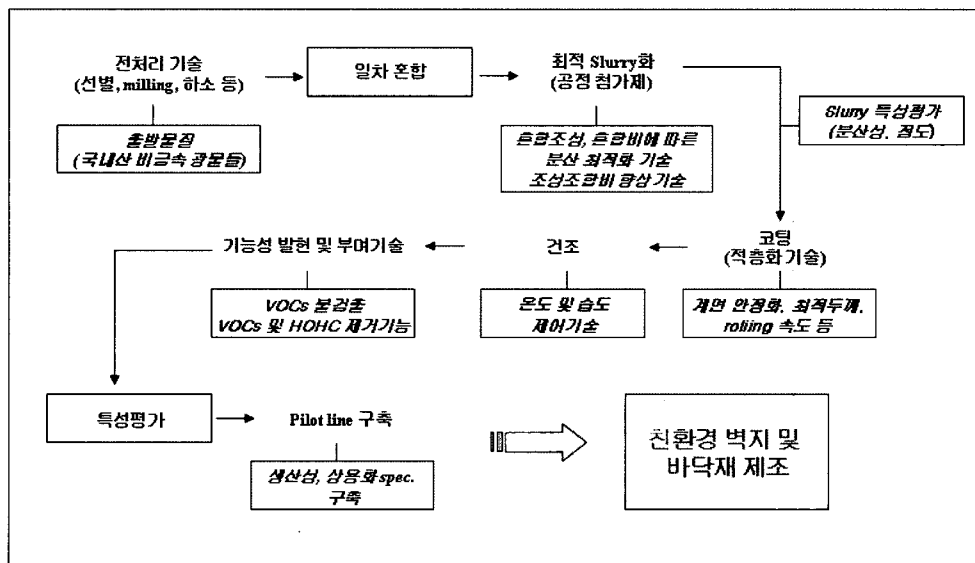 전처리 기술
(선별, milling, 하소 등)
출발물질
(국내산 비금속 광물들)
일차 혼합
최적 Slurry화
(공정 첨가제)
혼합조성, 혼합비에 따른
분산 최적화 기술
조성조합비 향상 기술
Slurry 특성평가
(분산성, 점도)
코팅
(적층화 기술)
계면 안정화, 최적두께,
rolling 속도 등
건조
온도 및 습도
제어기술
기능성 발현 및 부여기술
VOCs 불검출
VOCs 및 HOHC 제거기능
특성평가
Pilot line 구축
생산성, 상용화 spec.
구축
친환경 벽지 및
바닥재 제조